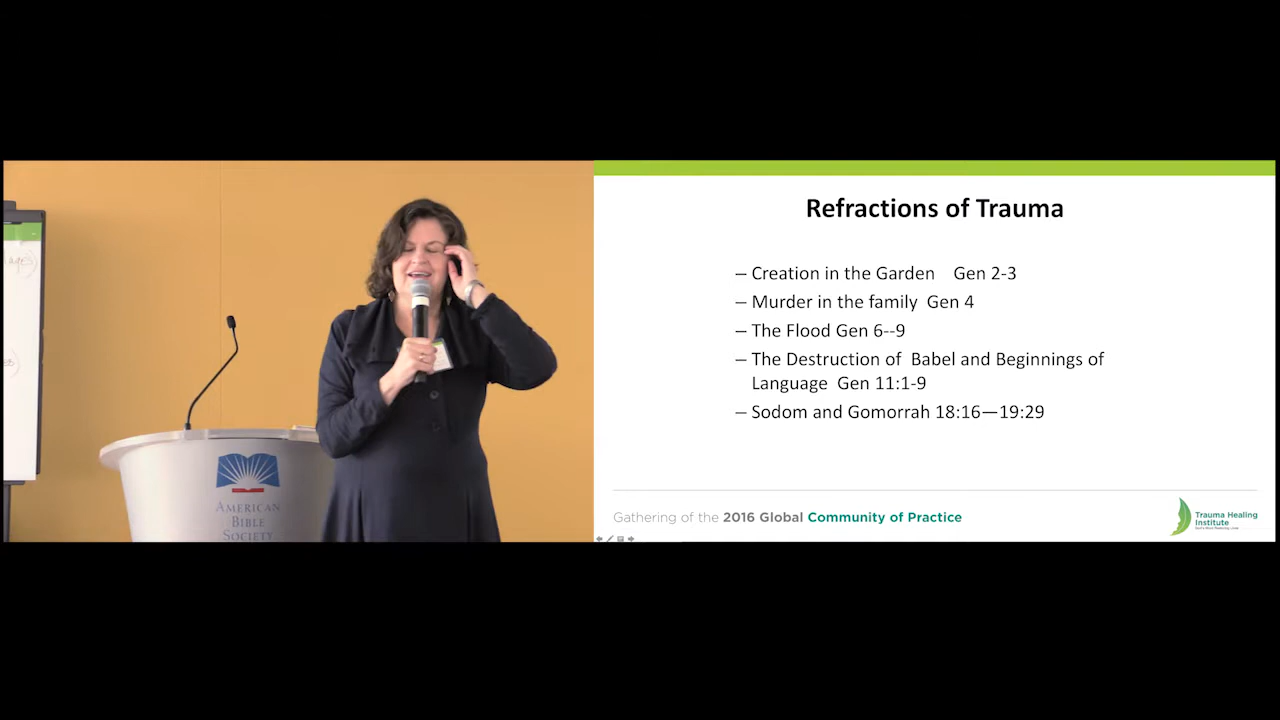 AMERICAN
BIBLE
SOCIETY
Refractions of Trauma
– Creation in the Garden Gen 2-3
– Murder in the family Gen 4
– The Flood Gen 6--9
– The Destruction of Babel and Beginnings of
Language Gen 11:1-9
– Sodom and Gomorrah 18:16—19:29
Gathering of the 2016 Global Community of Practice
Trauma Healing
Institute